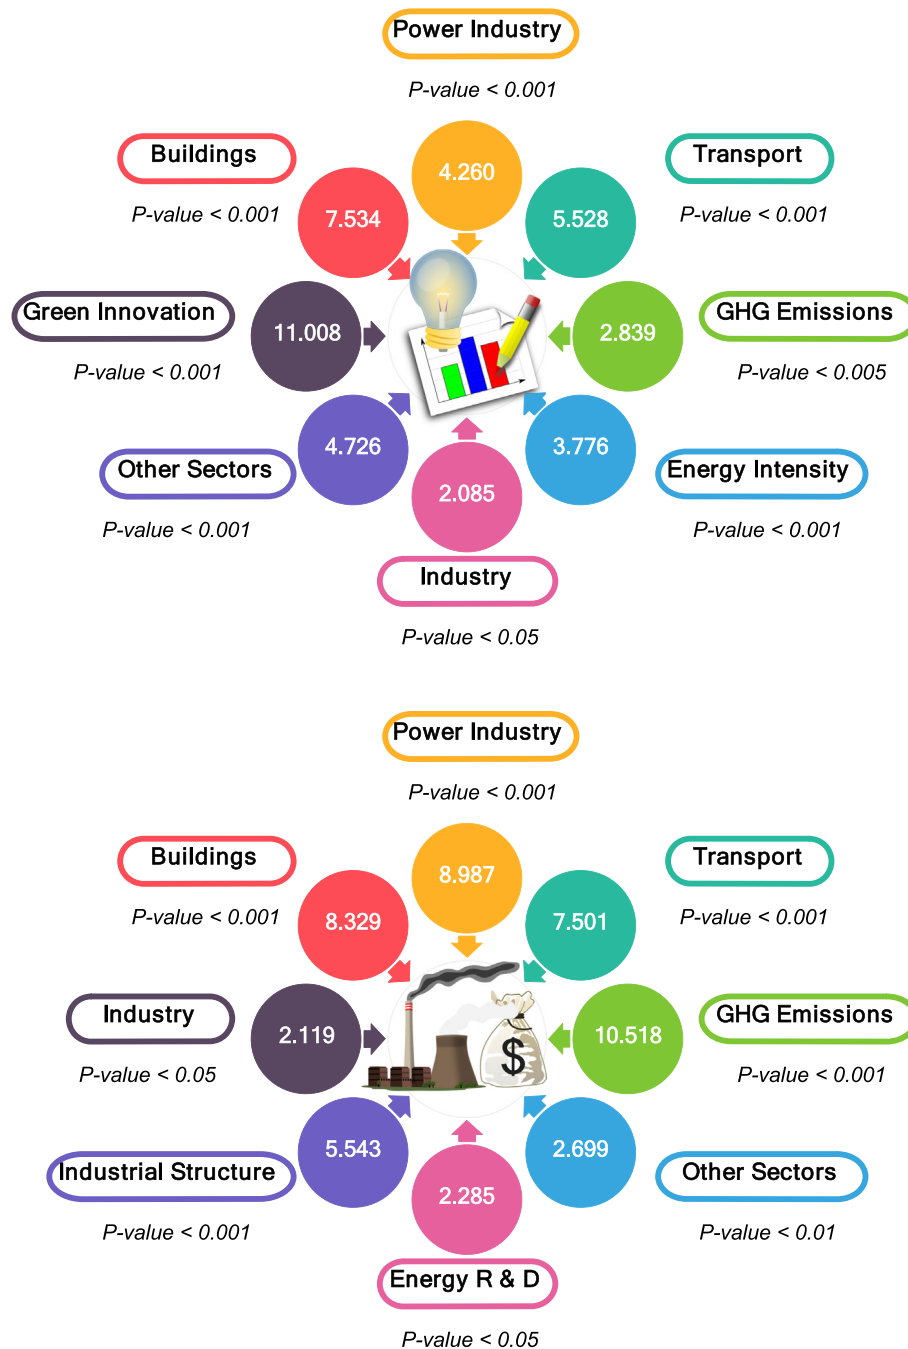 Power Industry
P-value < 0.001
Buildings
P-value < 0.001
Transport
P-value < 0.001
4.260
7.534
5.528
Green Innovation
P-value < 0.001
11.008
2.839
GHG Emissions
P-value < 0.005
Other Sectors
P-value < 0.001
4.726
3.776
Energy Intensity
P-value < 0.001
2.085
Industry
P-value < 0.05
Power Industry
P-value < 0.001
Buildings
P-value < 0.001
Transport
P-value < 0.001
8.987
8.329
7.501
Industry
P-value < 0.05
2.119
$
10.518
GHG Emissions
P-value < 0.001
Industrial Structure
P-value < 0.001
5.543
2.699
Other Sectors
P-value < 0.01
2.285
Energy R & D
P-value < 0.05